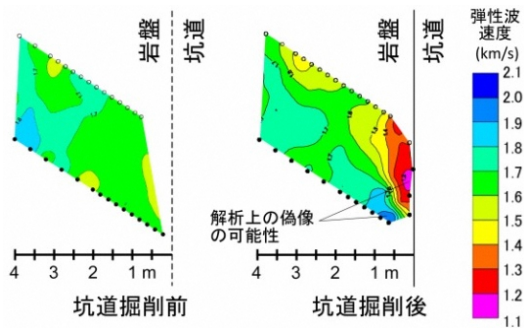 岩盤
坑道
岩盤
坑道
弾性波
速度
(km/s)
2.1
2.0
1.9
1.8
1.7
1.6
1.5
1.4
1.3
1.2
1.1
解析上の偽像
の可能性
4 3 2 1 m
4 3 2 1 m
坑道掘削前
坑道掘削後